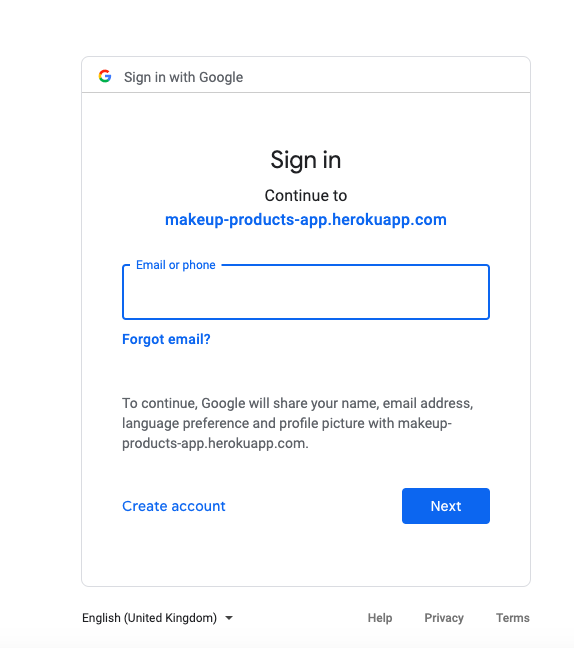 Sign in with Google
Sign in
Continue to
makeup-products-app.herokuapp.com
Email or phone
Forgot email?
To continue, Google will share your name, email address,
language preference and profile picture with makeup-
products-app.herokuapp.com.
Create account
Next
English (United Kingdom)
Help
Privacy
Terms